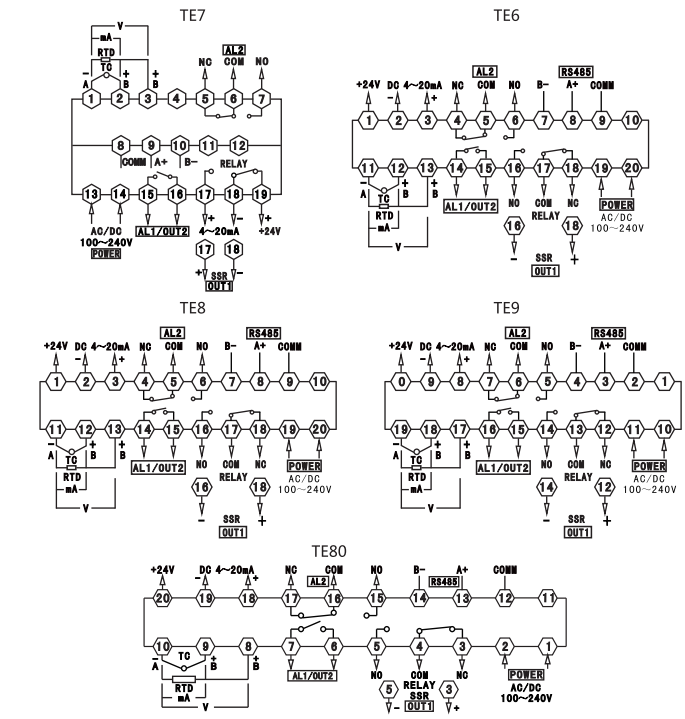 TE7
V
mA
RTD
TC
− + +
A B B
AL2
NC COM NO
1 2 3 4 5 6 7
8 9 10 11 12
COMM A+ B− RELAY
13 14 15 16 17 18 19
AC/DC
100～240V
POWER
AL1/OUT2
+ − +
4～20mA +24V
17 18
+ SSR −
OUT1
TE6
AL2 RS485
+24V DC 4～20mA NC COM NO B− A+ COMM
− +
1 2 3 4 5 6 7 8 9 10
11 12 13 14 15 16 17 18 19 20
− + +
A TC B B
RTD
mA
V
AL1/OUT2
NO COM NC
RELAY
16 18
− SSR +
OUT1
POWER
AC/DC
100～240V
TE8
AL2 RS485
+24V DC 4～20mA NC COM NO B− A+ COMM
− +
1 2 3 4 5 6 7 8 9 10
11 12 13 14 15 16 17 18 19 20
− + +
A TC B B
RTD
mA
V
AL1/OUT2
NO COM NC
RELAY
16 18
− SSR +
OUT1
POWER
AC/DC
100～240V
TE9
AL2 RS485
+24V DC 4～20mA NC COM NO B− A+ COMM
− +
0 9 8 7 6 5 4 3 2 1
19 18 17 16 15 14 13 12 11 10
− + +
A TC B B
RTD
mA
V
AL1/OUT2
NO COM NC
RELAY
14 12
− SSR +
OUT1
POWER
AC/DC
100～240V
TE80
+24V DC 4～20mA NC COM NO B− A+ COMM
− + AL2 RS485
20 19 18 17 16 15 14 13 12 11
10 9 8 7 6 5 4 3 2 1
− + +
A TC B B
RTD
mA
V
AL1/OUT2
NO COM NC
RELAY
5 SSR 3
− OUT1 +
POWER
AC/DC
100～240V